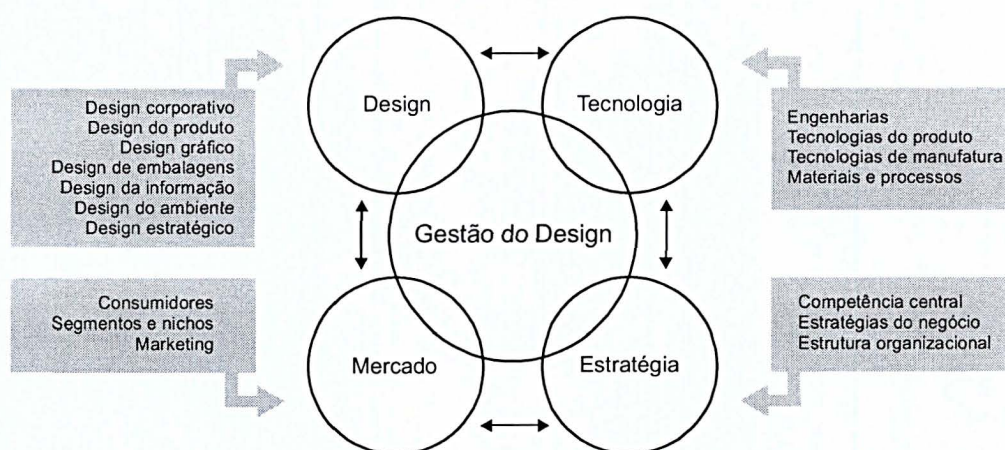 Design
Tecnologia
Design corporativo
Design do produto
Design gráfico
Design de embalagens
Design da informação
Design do ambiente
Design estratégico
Engenharias
Tecnologias do produto
Tecnologias de manufatura
Materiais e processos
Gestão do Design
Consumidores
Segmentos e nichos
Marketing
Competência central
Estratégias do negócio
Estrutura organizacional
Mercado
Estratégia